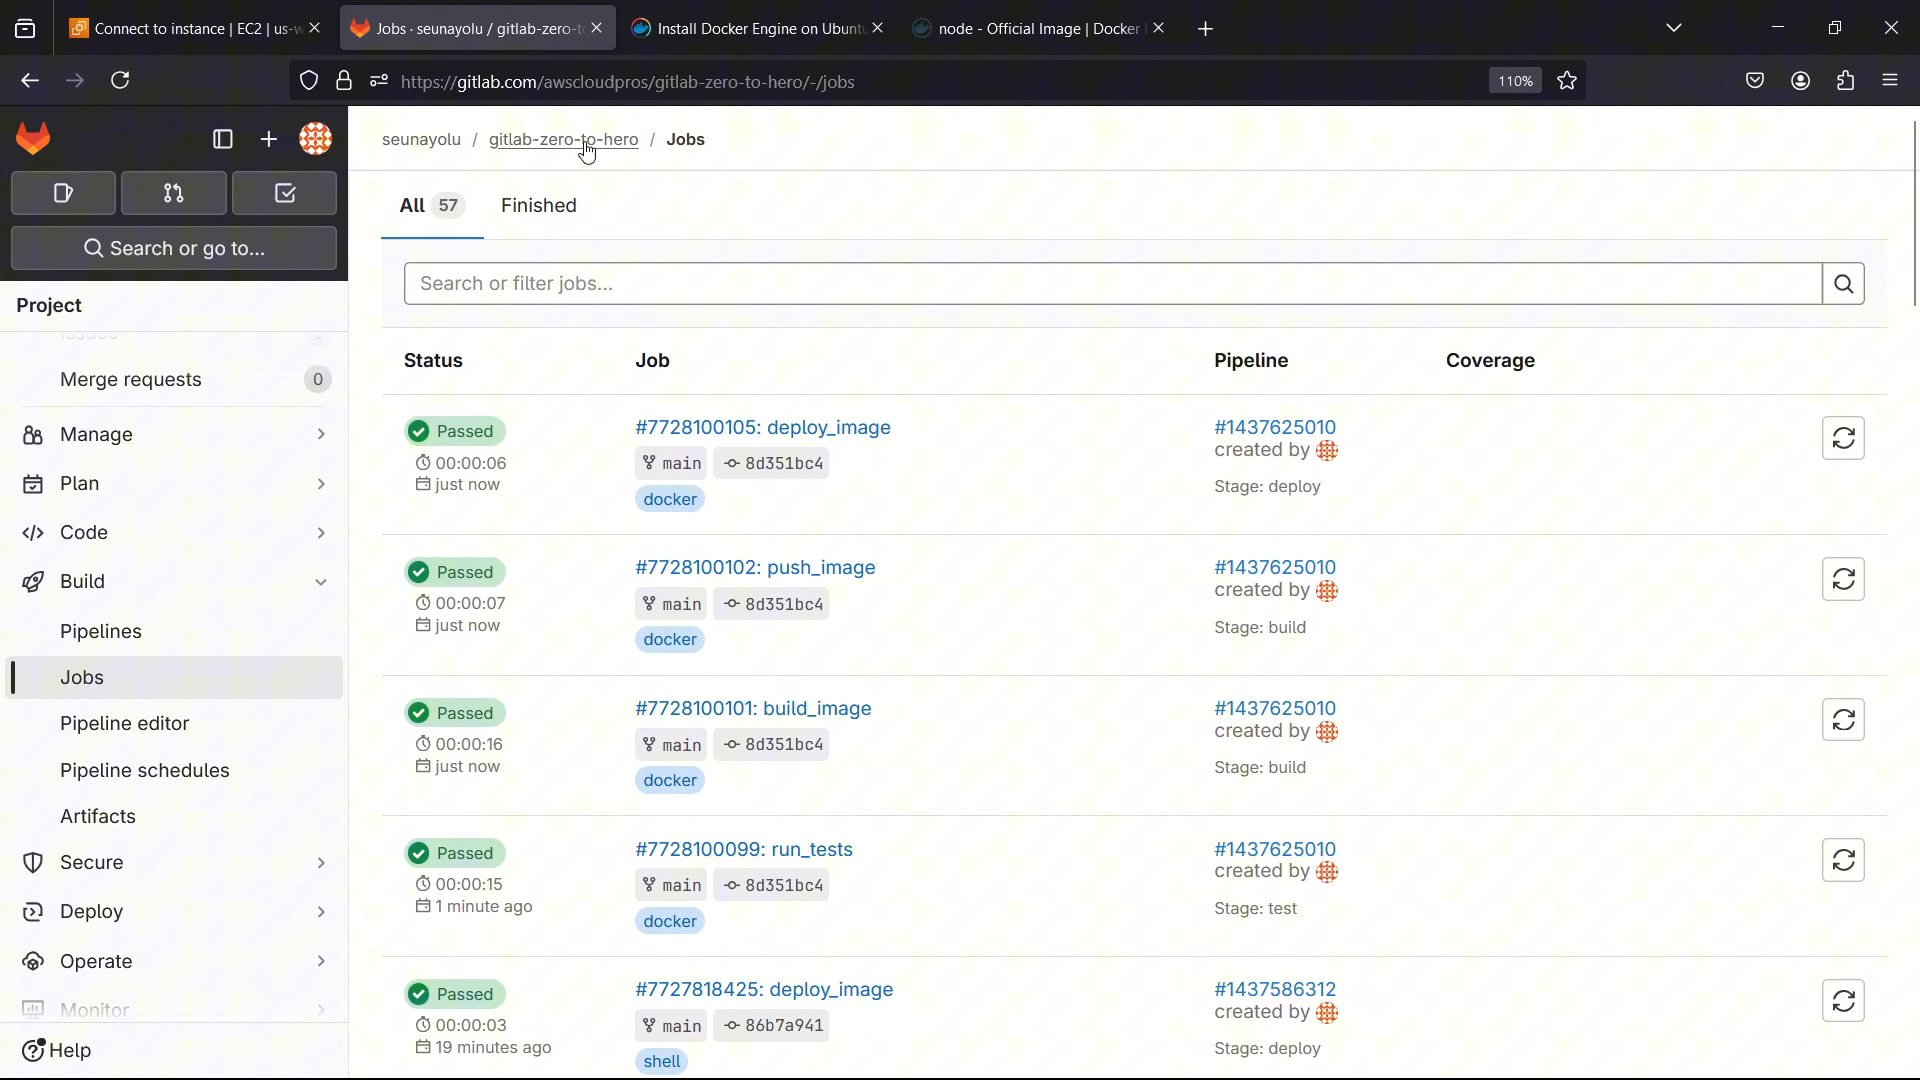 Connect to instance | EC2 | us-w
Jobs · seunayolu / gitlab-zero-t
Install Docker Engine on Ubunt
node - Official Image | Docker
https://gitlab.com/awscloudpros/gitlab-zero-to-hero/-/jobs
110%
seunayolu / gitlab-zero-to-hero / Jobs
Search or go to...
Project
Issues
Merge requests 0
Manage
Plan
Code
Build
Pipelines
Jobs
Pipeline editor
Pipeline schedules
Artifacts
Secure
Deploy
Operate
Monitor
Help
All 57 Finished
Search or filter jobs...
Status Job Pipeline Coverage
Passed #7728100105: deploy_image #1437625010
00:00:06 main 8d351bc4 created by
just now docker Stage: deploy
Passed #7728100102: push_image #1437625010
00:00:07 main 8d351bc4 created by
just now docker Stage: build
Passed #7728100101: build_image #1437625010
00:00:16 main 8d351bc4 created by
just now docker Stage: build
Passed #7728100099: run_tests #1437625010
00:00:15 main 8d351bc4 created by
1 minute ago docker Stage: test
Passed #7727818425: deploy_image #1437586312
00:00:03 main 86b7a941 created by
19 minutes ago shell Stage: deploy